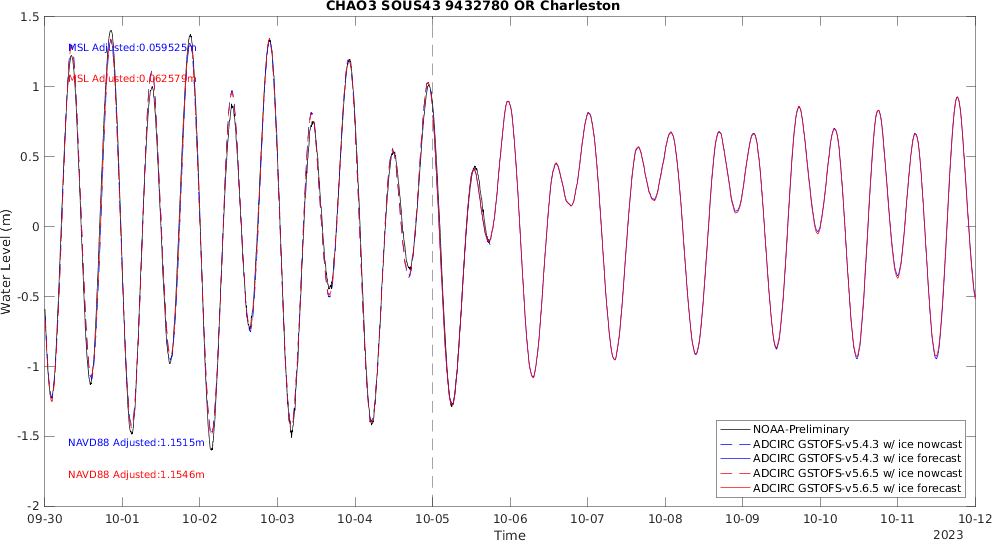 CHAO3 SOUS43 9432780 OR Charleston
MSL Adjusted:0.059525m
MSL Adjusted:0.062579m
NAVD88 Adjusted:1.1515m
NAVD88 Adjusted:1.1546m
Water Level (m)
1.5
1
0.5
0
-0.5
-1
-1.5
-2
NOAA-Preliminary
ADCIRC GSTOFS-v5.4.3 w/ ice nowcast
ADCIRC GSTOFS-v5.4.3 w/ ice forecast
ADCIRC GSTOFS-v5.6.5 w/ ice nowcast
ADCIRC GSTOFS-v5.6.5 w/ ice forecast
09-30 10-01 10-02 10-03 10-04 10-05 10-06 10-07 10-08 10-09 10-10 10-11 10-12
Time
2023